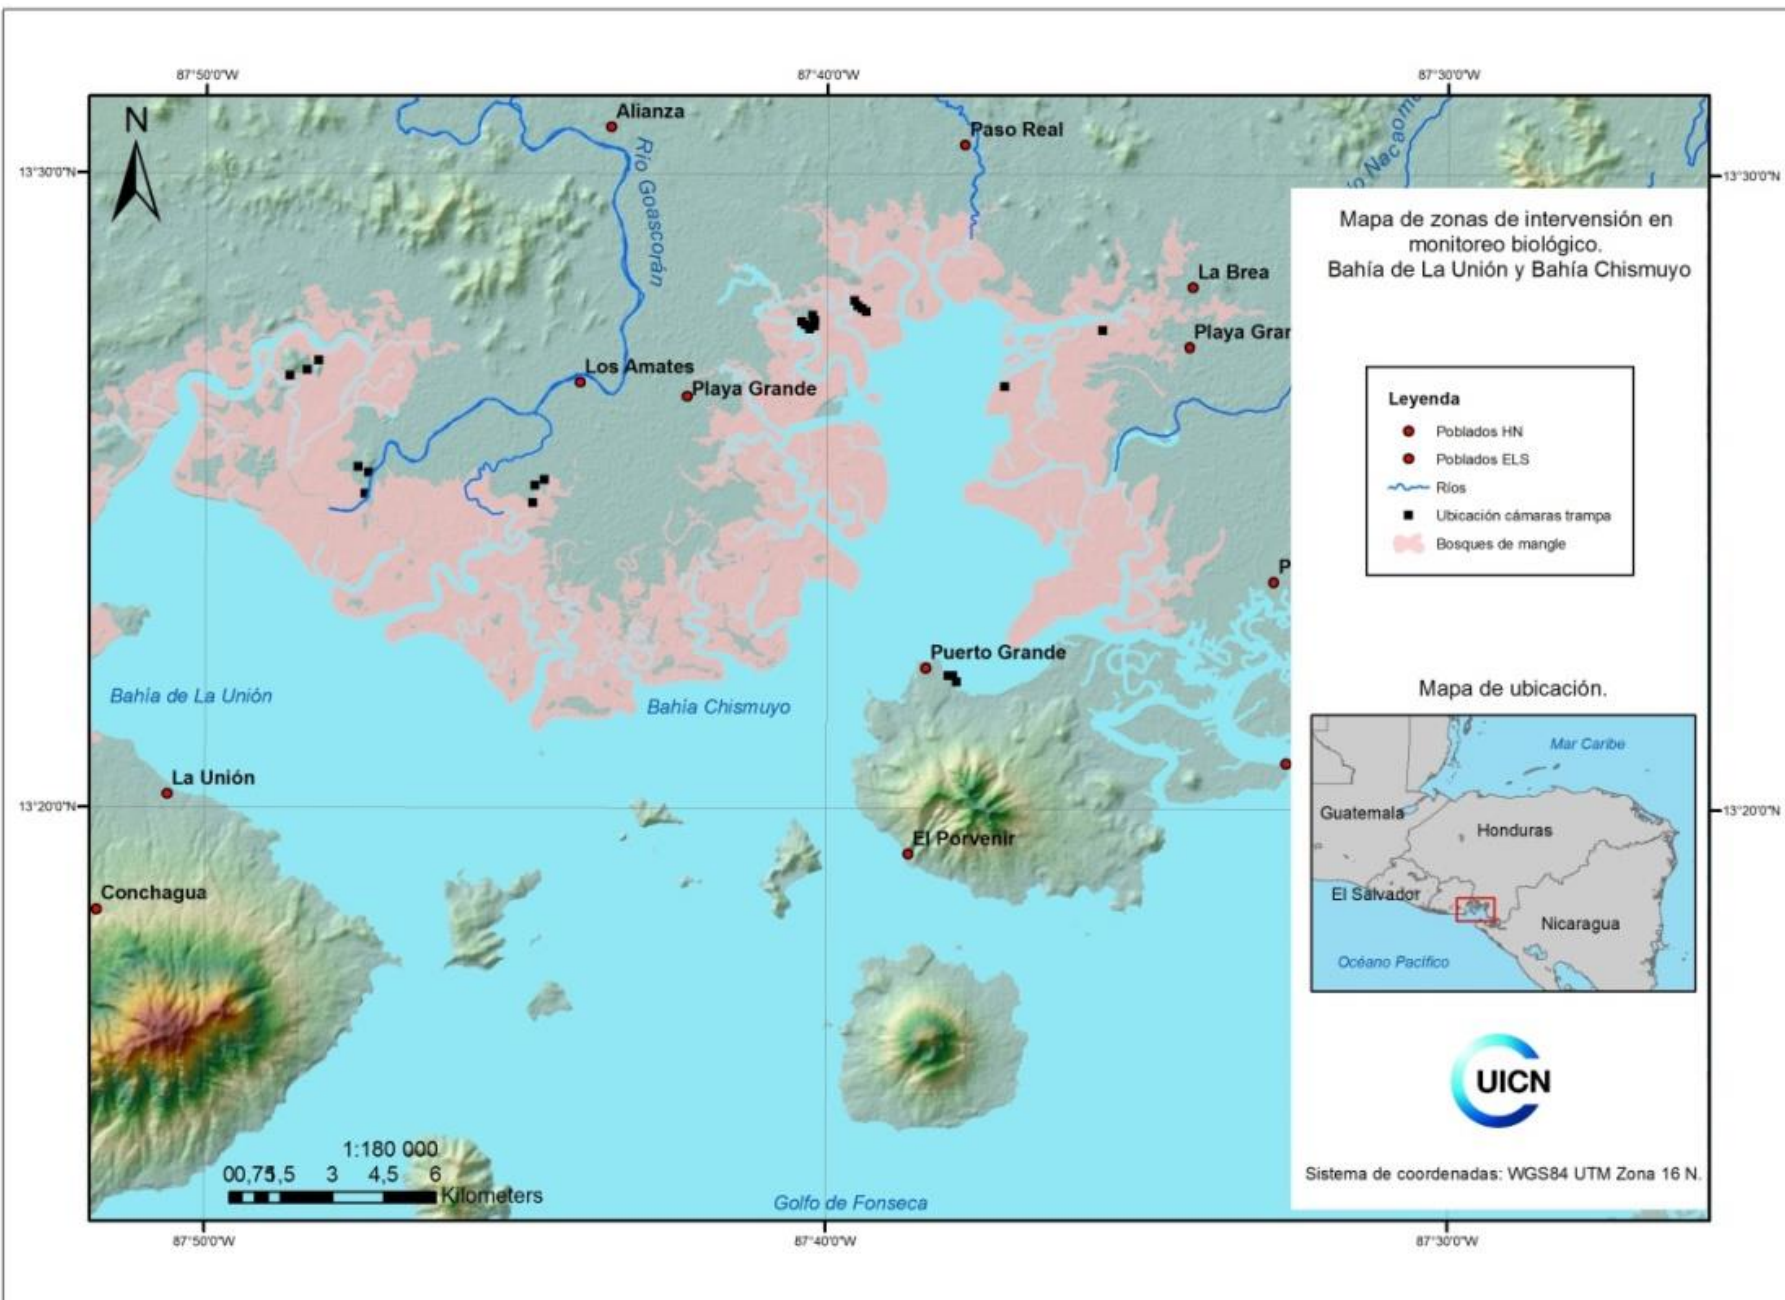 87°50'0"W
87°40'0"W
87°30'0"W
N
Alianza
Paso Real
Río Goascorán
Nacaome
13°30'0"N
13°30'0"N
Mapa de zonas de intervensión en
monitoreo biológico.
Bahía de La Unión y Bahía Chismuyo
La Brea
Playa Gran
Los Amates
Playa Grande
Leyenda
Poblados HN
Poblados ELS
Ríos
Ubicación cámaras trampa
Bosques de mangle
P
Puerto Grande
Bahía de La Unión
Bahía Chismuyo
Mapa de ubicación.
Mar Caribe
Guatemala
Honduras
El Salvador
Nicaragua
Océano Pacífico
La Unión
13°20'0"N
13°20'0"N
El Porvenir
Conchagua
UICN
1:180 000
00,751,5 3 4,5 6
Kilometers
Sistema de coordenadas: WGS84 UTM Zona 16 N.
Golfo de Fonseca
87°50'0"W
87°40'0"W
87°30'0"W